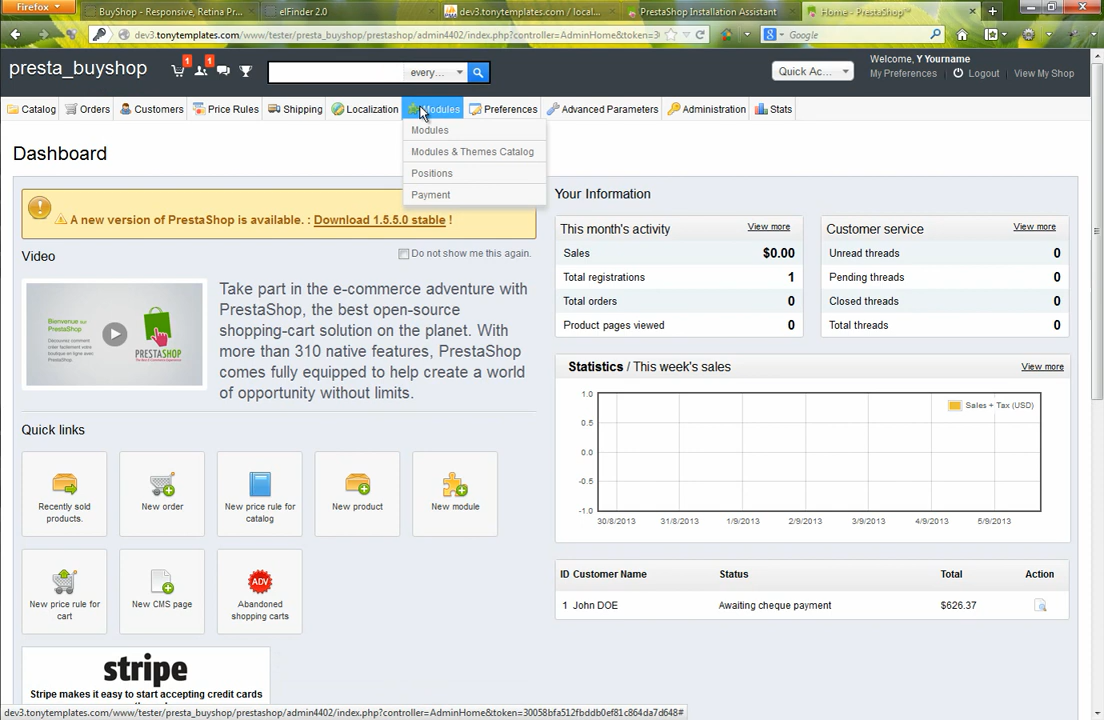 Firefox
BuyShop - Responsive, Retina Pr...
elFinder 2.0
dev3.tonytemplates.com / local...
PrestaShop Installation Assistant
Home - PrestaShop™
dev3.tonytemplates.com/www/tester/presta_buyshop/prestashop/admin4402/index.php?controller=AdminHome&token=3
Google
presta_buyshop
1
1
every...
Quick Ac...
Welcome, Y Yourname
My Preferences
Logout
View My Shop
Catalog
Orders
Customers
Price Rules
Shipping
Localization
Modules
Preferences
Advanced Parameters
Administration
Stats
Modules
Modules & Themes Catalog
Positions
Payment
Dashboard
A new version of PrestaShop is available. : Download 1.5.5.0 stable !
Video
Do not show me this again.
Bienvenue sur
PrestaShop
PRESTASHOP
Take part in the e-commerce adventure with
PrestaShop, the best open-source
shopping-cart solution on the planet. With
more than 310 native features, PrestaShop
comes fully equipped to help create a world
of opportunity without limits.
Quick links
Recently sold
products.
New order
New price rule for
catalog
New product
New module
New price rule for
cart
New CMS page
ADV
Abandoned
shopping carts
stripe
Stripe makes it easy to start accepting credit cards
Your Information
This month's activity
View more
Sales
$0.00
Total registrations
1
Total orders
0
Product pages viewed
0
Customer service
View more
Unread threads
0
Pending threads
0
Closed threads
0
Total threads
0
Statistics / This week's sales
View more
Sales + Tax (USD)
1.0
0.5
0.0
-0.5
-1.0
30/8/2013
31/8/2013
1/9/2013
2/9/2013
3/9/2013
4/9/2013
5/9/2013
ID Customer Name
Status
Total
Action
1 John DOE
Awaiting cheque payment
$626.37
dev3.tonytemplates.com/www/tester/presta_buyshop/prestashop/admin4402/index.php?controller=AdminHome&token=30058bfa512fbddb0ef81c864da7d648#